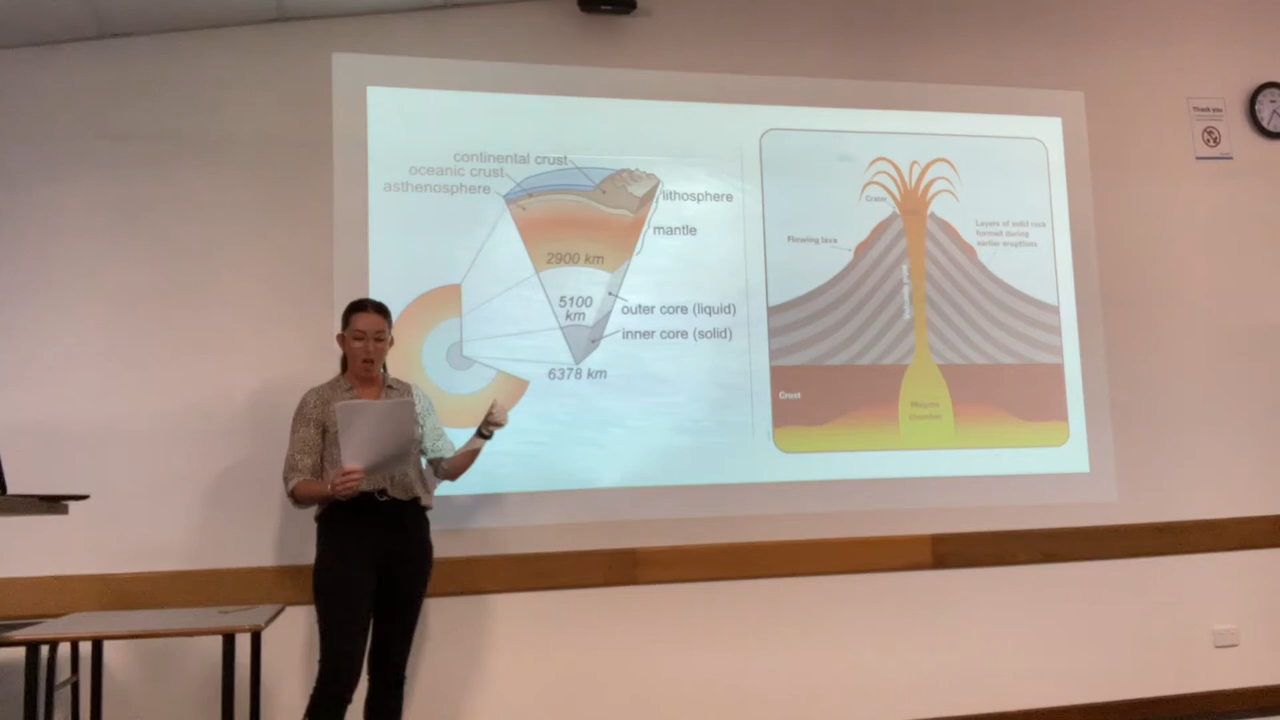 continental crust
oceanic crust
asthenosphere
lithosphere
mantle
2900 km
5100
km
outer core (liquid)
inner core (solid)
6378 km
Crater
Flowing lava
Layers of solid rock
formed during
earlier eruptions
Crust
Magma
chamber
Thank you